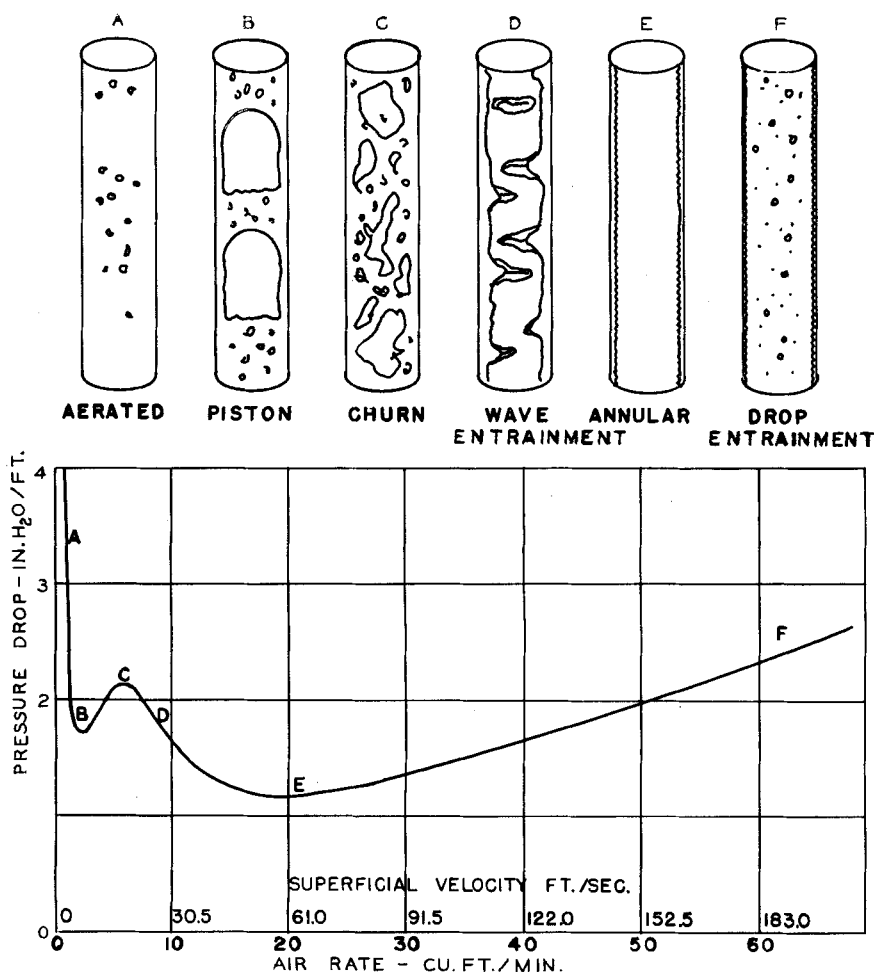 A B C D E F
AERATED PISTON CHURN WAVE ANNULAR DROP
ENTRAINMENT ENTRAINMENT
PRESSURE DROP-IN.H₂O/FT.
4
3
2
1
0
A
B
C
D
E
F
SUPERFICIAL VELOCITY FT./SEC.
0 30.5 61.0 91.5 122.0 152.5 183.0
0 10 20 30 40 50 60
AIR RATE - CU.FT./MIN.